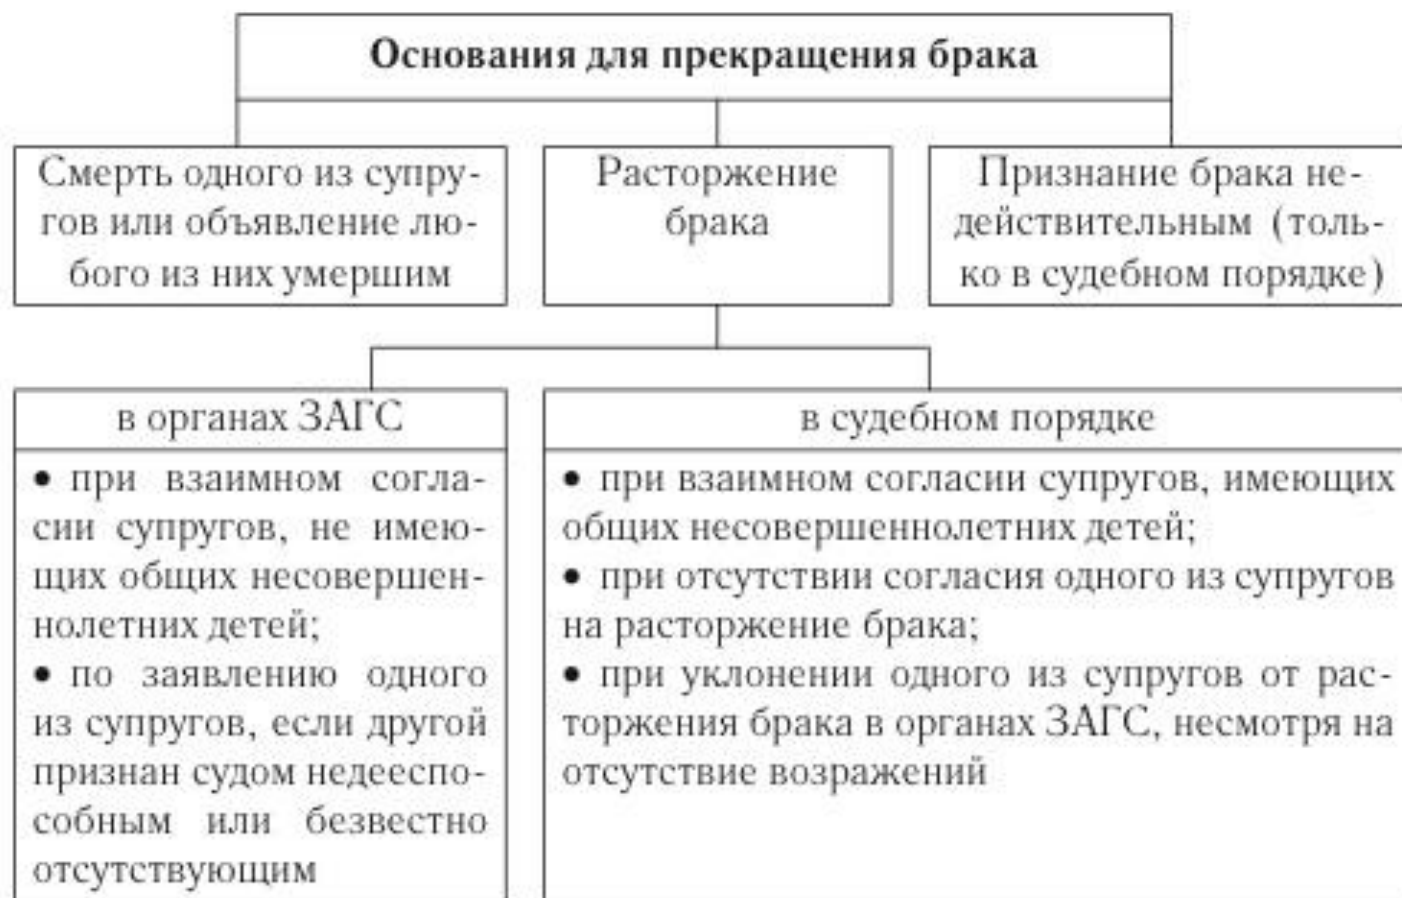 Основания для прекращения брака
Смерть одного из супру-
гов или объявление лю-
бого из них умершим
Расторжение
брака
Признание брака не-
действительным (толь-
ко в судебном порядке)
в органах ЗАГС
• при взаимном согла-
сии супругов, не имею-
щих общих несовершен-
нолетних детей;
• по заявлению одного
из супругов, если другой
признан судом недееспо-
собным или безвестно
отсутствующим
в судебном порядке
• при взаимном согласии супругов, имеющих
общих несовершеннолетних детей;
• при отсутствии согласия одного из супругов
на расторжение брака;
• при уклонении одного из супругов от рас-
торжения брака в органах ЗАГС, несмотря на
отсутствие возражений